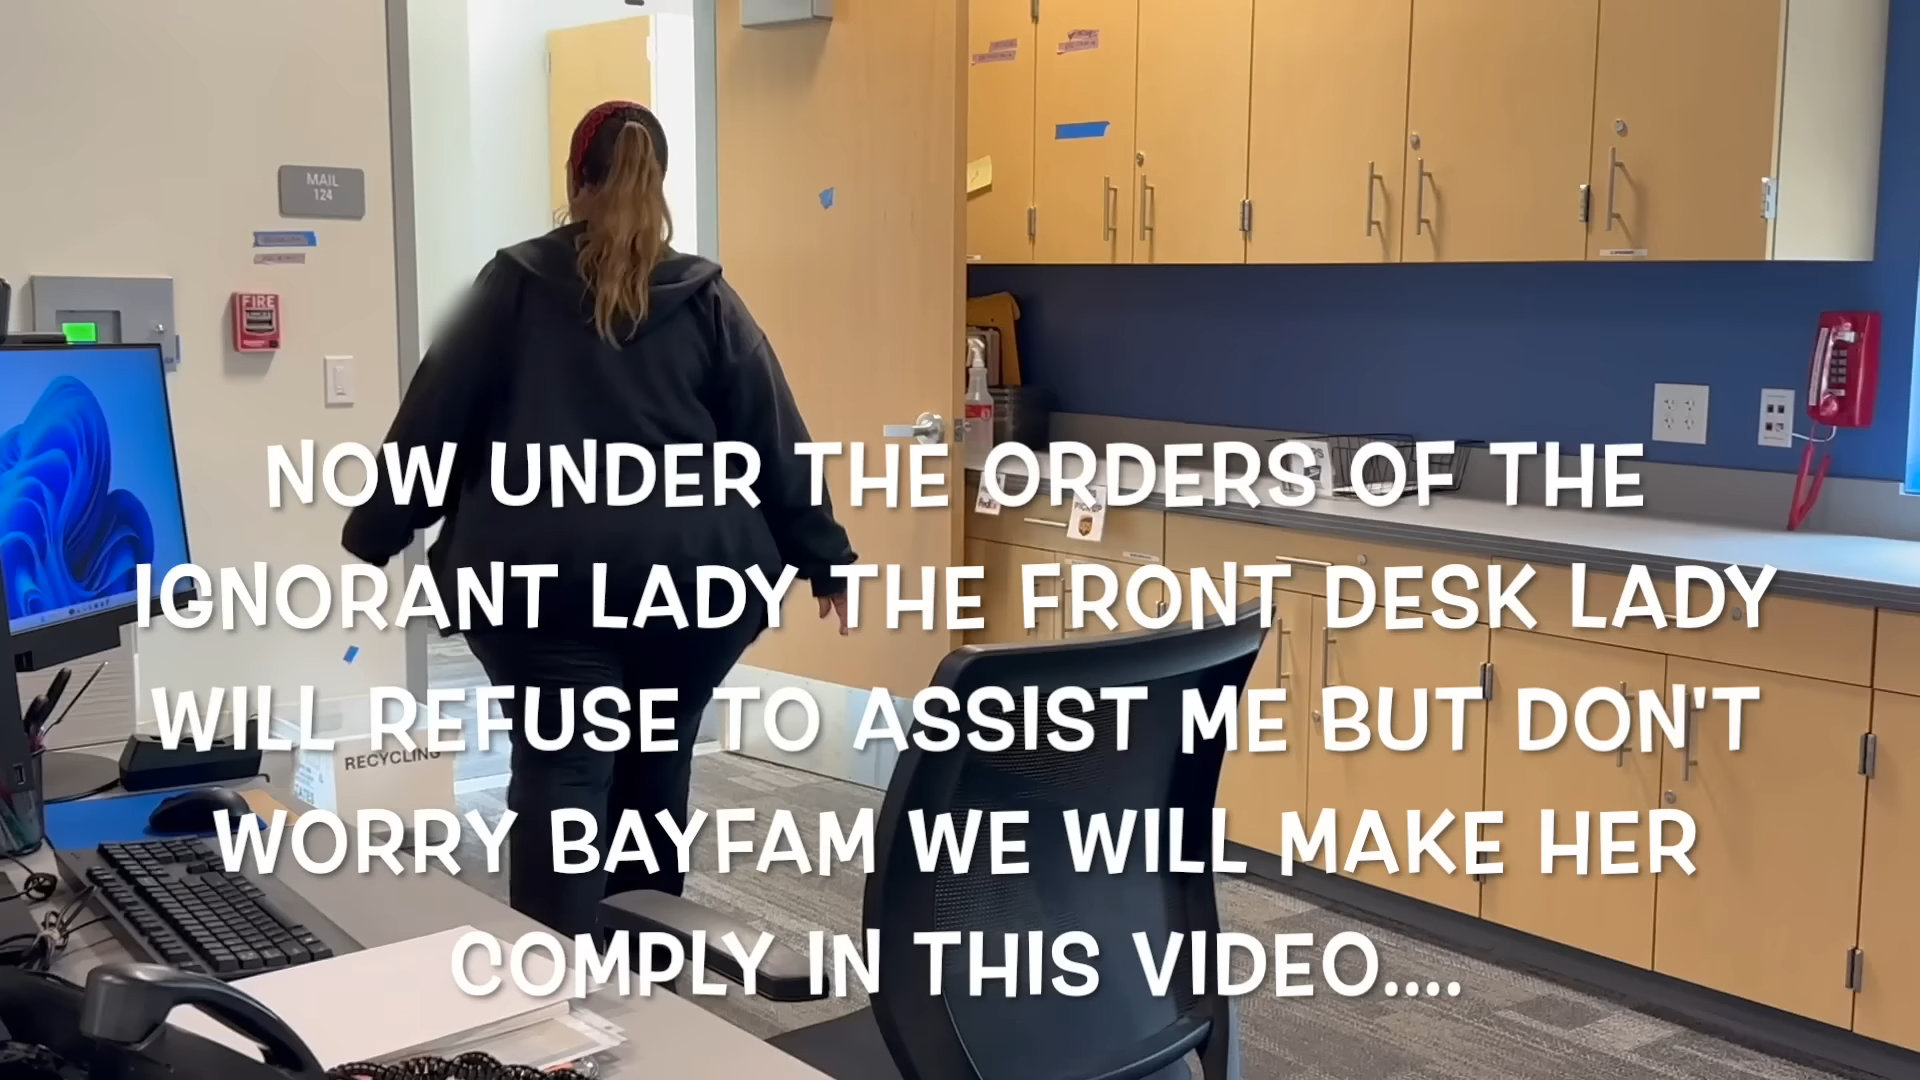 MAIL
124
FIRE
NOW UNDER THE ORDERS OF THE
IGNORANT LADY THE FRONT DESK LADY
WILL REFUSE TO ASSIST ME BUT DON'T
RECYCLING
WORRY BAYFAM WE WILL MAKE HER
COMPLY IN THIS VIDEO....